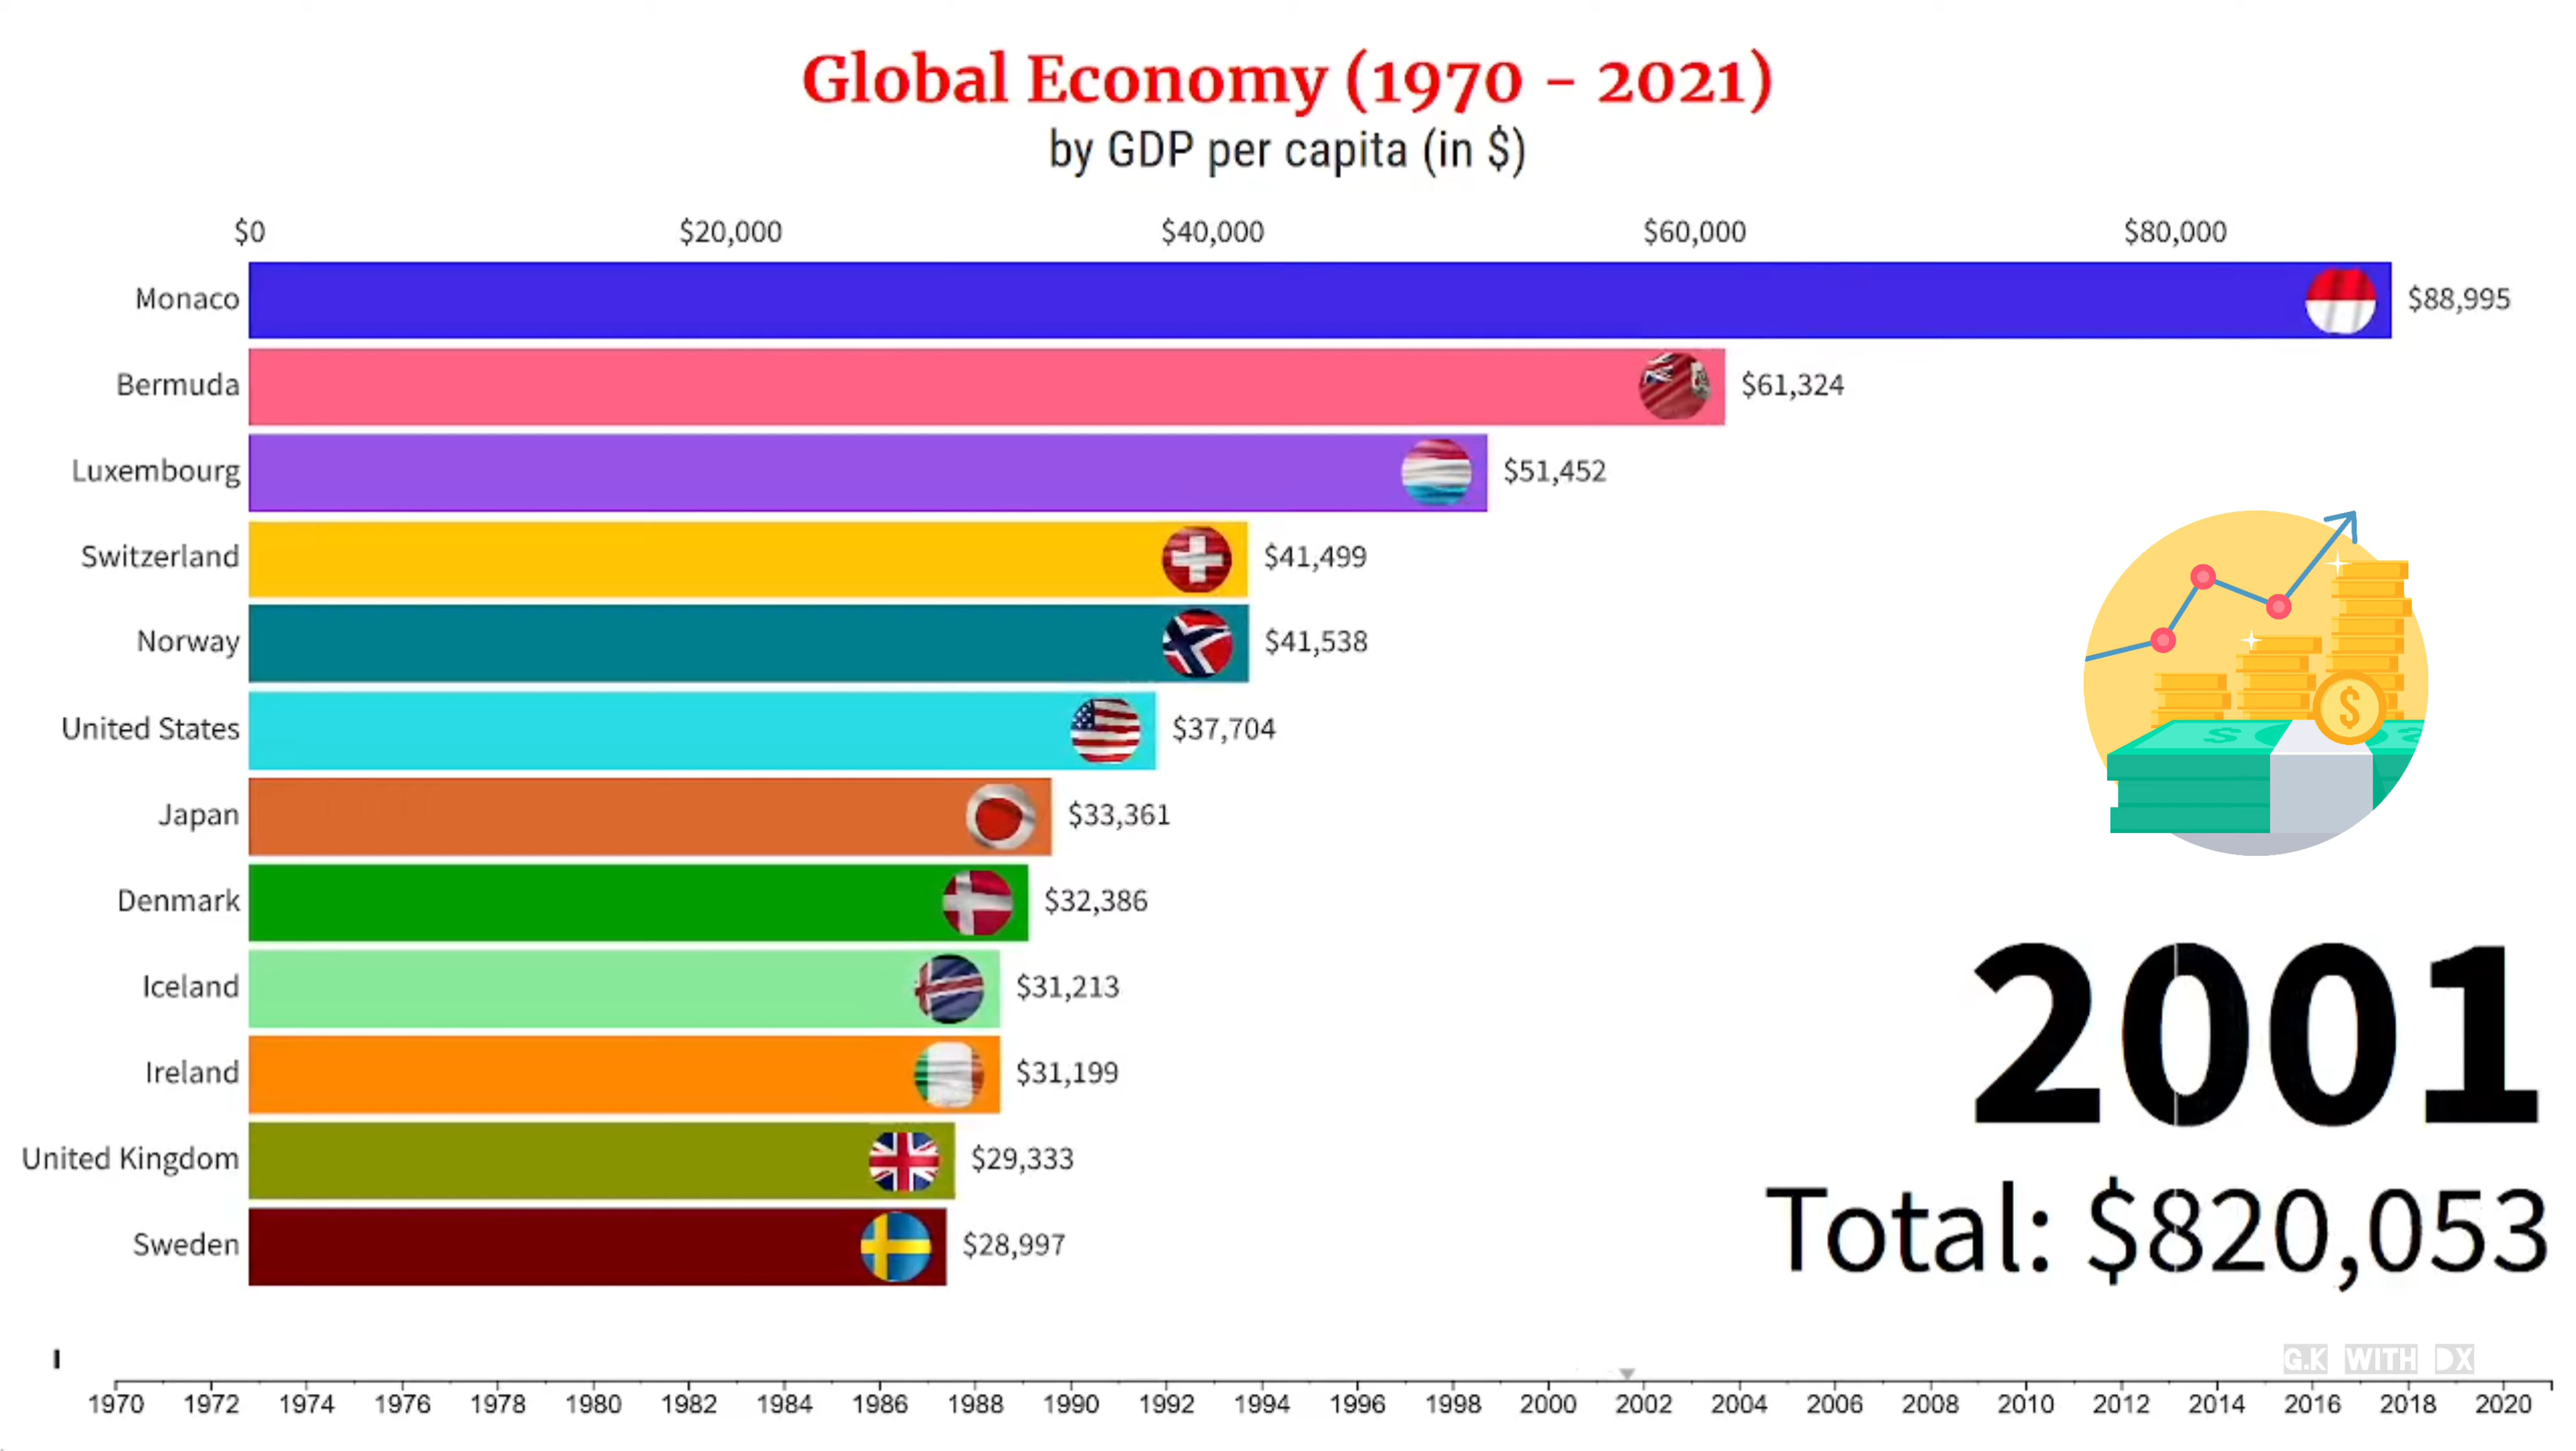 Global Economy (1970 - 2021)
by GDP per capita (in $)
$0 $20,000 $40,000 $60,000 $80,000
Monaco $88,995
Bermuda $61,324
Luxembourg $51,452
Switzerland $41,499
Norway $41,538
United States $37,704
Japan $33,361
Denmark $32,386
Iceland $31,213
Ireland $31,199
United Kingdom $29,333
Sweden $28,997
$
2001
Total: $820,053
G.K WITH DX
1970 1972 1974 1976 1978 1980 1982 1984 1986 1988 1990 1992 1994 1996 1998 2000 2002 2004 2006 2008 2010 2012 2014 2016 2018 2020